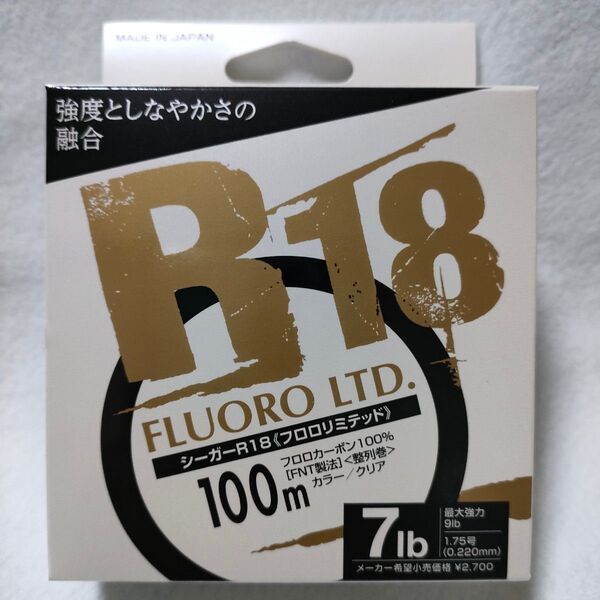 MADE IN JAPAN
強度としなやかさの
融合
R18
FLUORO LTD.
シーガーR18《フロロリミテッド》
100m
フロロカーボン100%
[FNT製法]<整列巻>
カラー/クリア
7lb
最大強力
9lb
1.75号
(0.220mm)
メーカー希望小売価格 ¥2,700